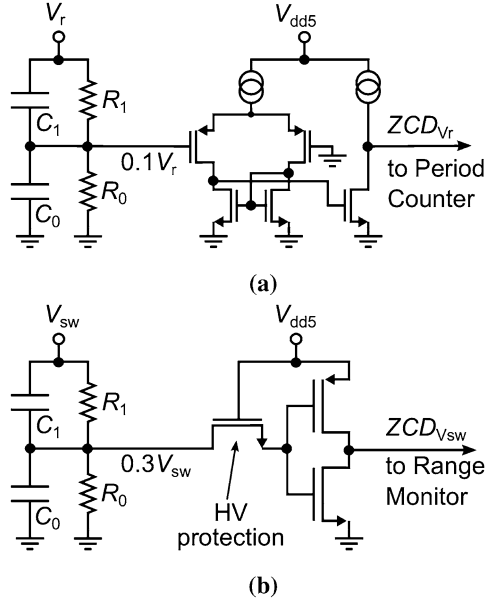 Vr
Vdd5
C1
R1
ZCDVr
0.1Vr
to Period
Counter
C0
R0
(a)
Vsw
Vdd5
C1
R1
ZCDVsw
0.3Vsw
to Range
Monitor
C0
R0
HV
protection
(b)